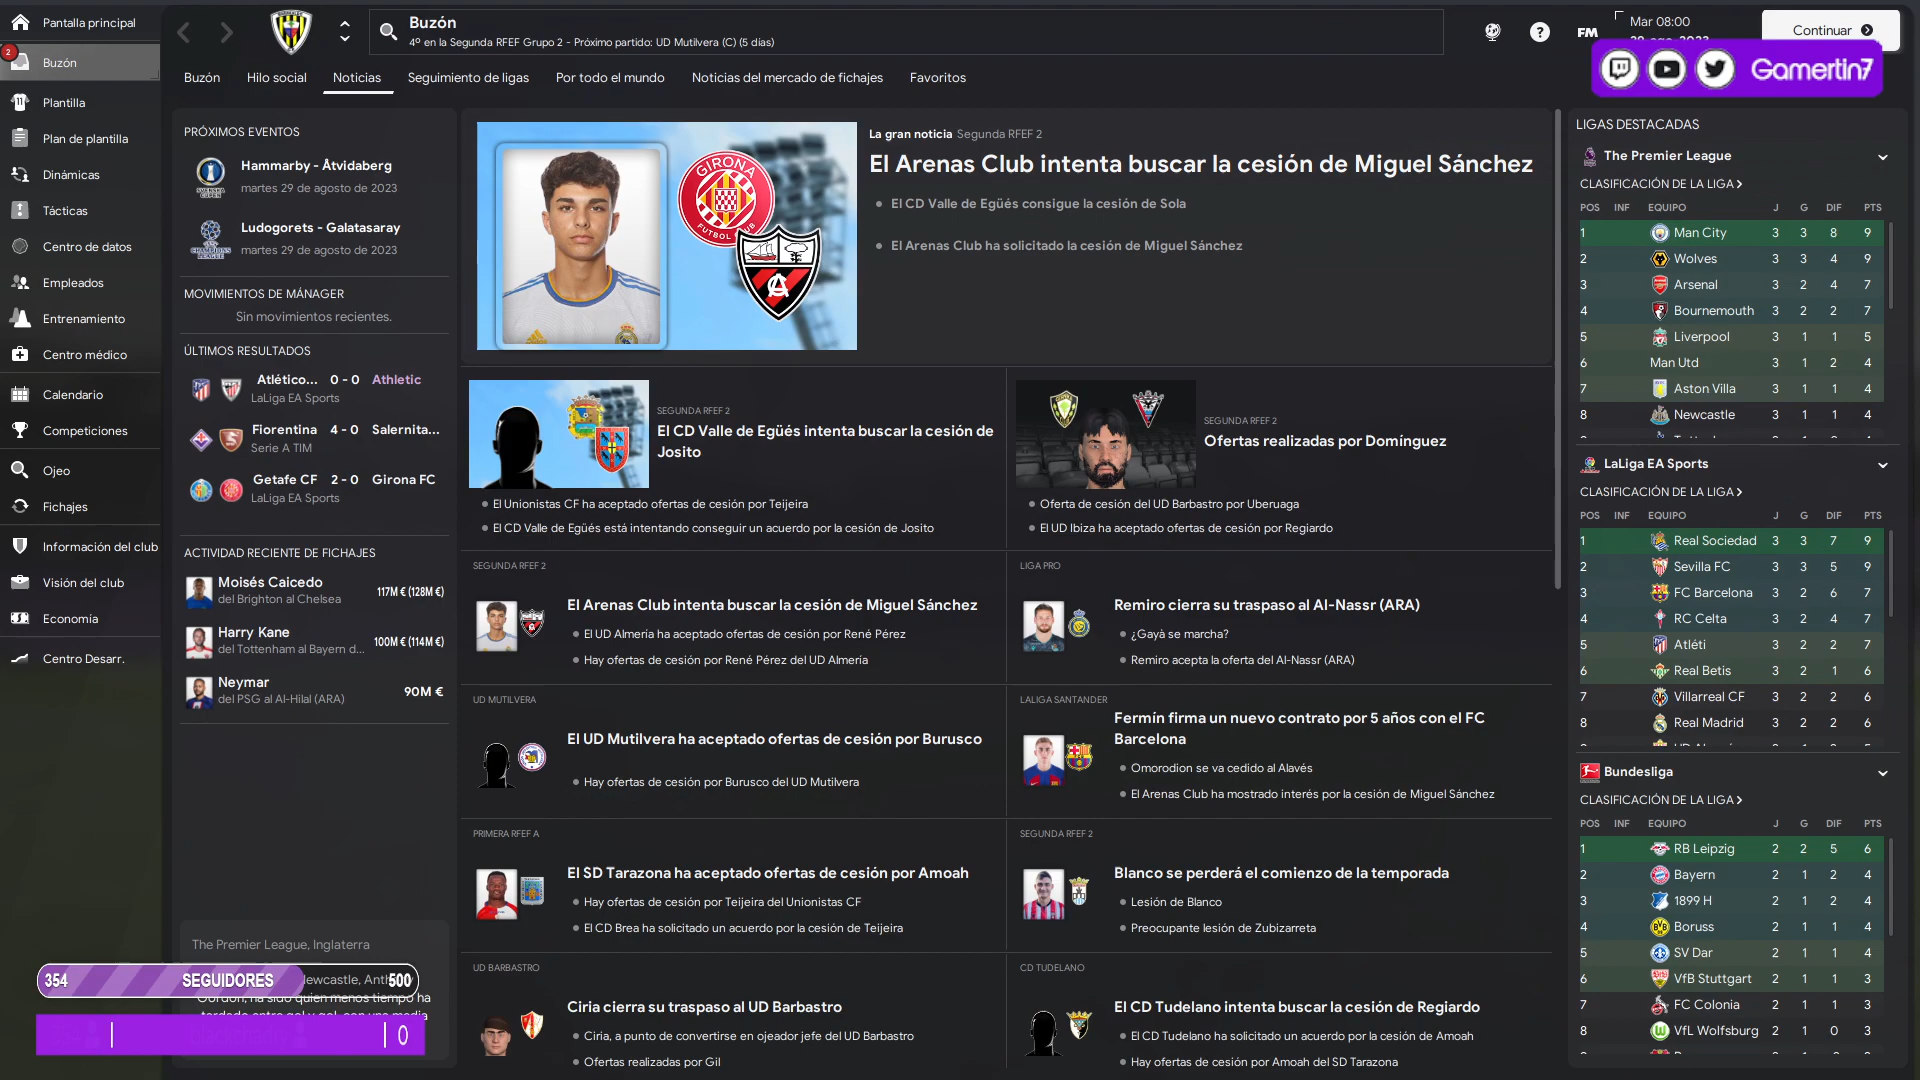 Pantalla principal
Buzón
Plantilla
Plan de plantilla
Dinámicas
Tácticas
Centro de datos
Empleados
Entrenamiento
Centro médico
Calendario
Competiciones
Ojeo
Fichajes
Información del club
Visión del club
Economía
Centro Desarr.
2
Buzón
4º en la Segunda RFEF Grupo 2 - Próximo partido: UD Mutilvera (C) (5 días)
FM
Mar 08:00
Continuar
Gamertin7
Buzón
Hilo social
Noticias
Seguimiento de ligas
Por todo el mundo
Noticias del mercado de fichajes
Favoritos
PRÓXIMOS EVENTOS
Hammarby - Åtvidaberg
martes 29 de agosto de 2023
Ludogorets - Galatasaray
martes 29 de agosto de 2023
MOVIMIENTOS DE MÁNAGER
Sin movimientos recientes.
ÚLTIMOS RESULTADOS
Atlético... 0 - 0 Athletic
LaLiga EA Sports
Fiorentina 4 - 0 Salernita...
Serie A TIM
Getafe CF 2 - 0 Girona FC
LaLiga EA Sports
ACTIVIDAD RECIENTE DE FICHAJES
Moisés Caicedo
del Brighton al Chelsea
117M € (128M €)
Harry Kane
del Tottenham al Bayern d...
100M € (114M €)
Neymar
del PSG al Al-Hilal (ARA)
90M €
The Premier League, Inglaterra
354 SEGUIDORES 500
0
La gran noticia Segunda RFEF 2
El Arenas Club intenta buscar la cesión de Miguel Sánchez
El CD Valle de Egüés consigue la cesión de Sola
El Arenas Club ha solicitado la cesión de Miguel Sánchez
GIRONA
FUTBOL CLUB
SEGUNDA RFEF 2
El CD Valle de Egüés intenta buscar la cesión de
Josito
El Unionistas CF ha aceptado ofertas de cesión por Teijeira
El CD Valle de Egüés está intentando conseguir un acuerdo por la cesión de Josito
SEGUNDA RFEF 2
Ofertas realizadas por Domínguez
Oferta de cesión del UD Barbastro por Uberuaga
El UD Ibiza ha aceptado ofertas de cesión por Regiardo
SEGUNDA RFEF 2
El Arenas Club intenta buscar la cesión de Miguel Sánchez
El UD Almería ha aceptado ofertas de cesión por René Pérez
Hay ofertas de cesión por René Pérez del UD Almería
LIGA PRO
Remiro cierra su traspaso al Al-Nassr (ARA)
¿Gayà se marcha?
Remiro acepta la oferta del Al-Nassr (ARA)
UD MUTILVERA
El UD Mutilvera ha aceptado ofertas de cesión por Burusco
Hay ofertas de cesión por Burusco del UD Mutilvera
LALIGA SANTANDER
Fermín firma un nuevo contrato por 5 años con el FC
Barcelona
Omorodion se va cedido al Alavés
El Arenas Club ha mostrado interés por la cesión de Miguel Sánchez
PRIMERA RFEF A
El SD Tarazona ha aceptado ofertas de cesión por Amoah
Hay ofertas de cesión por Teijeira del Unionistas CF
El CD Brea ha solicitado un acuerdo por la cesión de Teijeira
SEGUNDA RFEF 2
Blanco se perderá el comienzo de la temporada
Lesión de Blanco
Preocupante lesión de Zubizarreta
UD BARBASTRO
Ciria cierra su traspaso al UD Barbastro
Ciria, a punto de convertirse en ojeador jefe del UD Barbastro
Ofertas realizadas por Gil
CD TUDELANO
El CD Tudelano intenta buscar la cesión de Regiardo
El CD Tudelano ha solicitado un acuerdo por la cesión de Amoah
Hay ofertas de cesión por Amoah del SD Tarazona
LIGAS DESTACADAS
The Premier League
CLASIFICACIÓN DE LA LIGA
POS INF EQUIPO J G DIF PTS
1 Man City 3 3 8 9
2 Wolves 3 3 4 9
3 Arsenal 3 2 4 7
4 Bournemouth 3 2 2 7
5 Liverpool 3 1 1 5
6 Man Utd 3 1 2 4
7 Aston Villa 3 1 1 4
8 Newcastle 3 1 1 4
LaLiga EA Sports
CLASIFICACIÓN DE LA LIGA
POS INF EQUIPO J G DIF PTS
1 Real Sociedad 3 3 7 9
2 Sevilla FC 3 3 5 9
3 FC Barcelona 3 2 6 7
4 RC Celta 3 2 4 7
5 Atléti 3 2 2 7
6 Real Betis 3 2 1 6
7 Villarreal CF 3 2 2 6
8 Real Madrid 3 2 2 6
Bundesliga
CLASIFICACIÓN DE LA LIGA
POS INF EQUIPO J G DIF PTS
1 RB Leipzig 2 2 5 6
2 Bayern 2 1 2 4
3 1899 H 2 1 2 4
4 Boruss 2 1 1 4
5 SV Dar 2 1 1 4
6 VfB Stuttgart 2 1 1 3
7 FC Colonia 2 1 1 3
8 VfL Wolfsburg 2 1 0 3